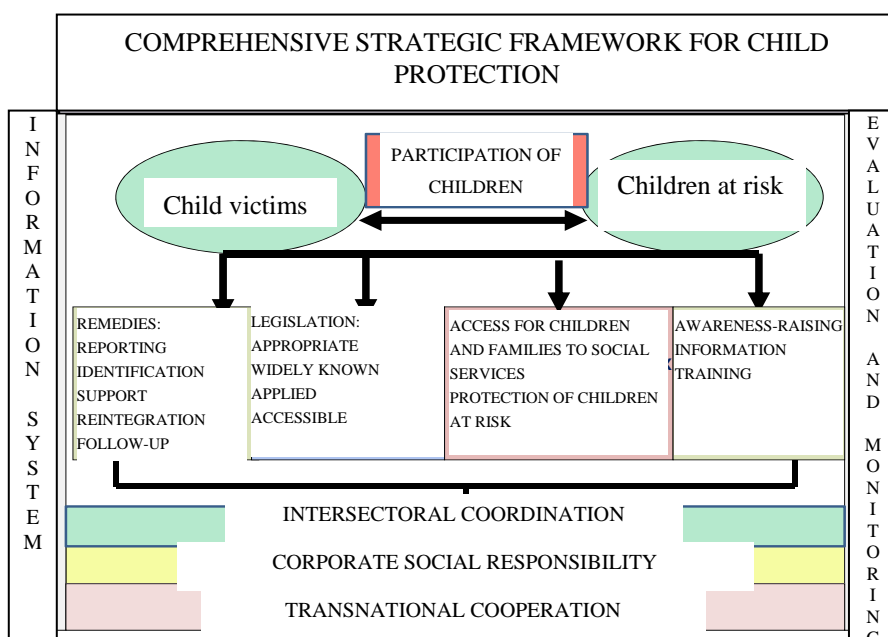 COMPREHENSIVE STRATEGIC FRAMEWORK FOR CHILD
PROTECTION
INFORMATION SYSTEM
PARTICIPATION OF
CHILDREN
Child victims
Children at risk
REMEDIES:
REPORTING
IDENTIFICATION
SUPPORT
REINTEGRATION
FOLLOW-UP
LEGISLATION:
APPROPRIATE
WIDELY KNOWN
APPLIED
ACCESSIBLE
ACCESS FOR CHILDREN
AND FAMILIES TO SOCIAL
SERVICES
PROTECTION OF CHILDREN
AT RISK
AWARENESS-RAISING
INFORMATION
TRAINING
INTERSECTORAL COORDINATION
CORPORATE SOCIAL RESPONSIBILITY
TRANSNATIONAL COOPERATION
EVALUATION AND MONITORING